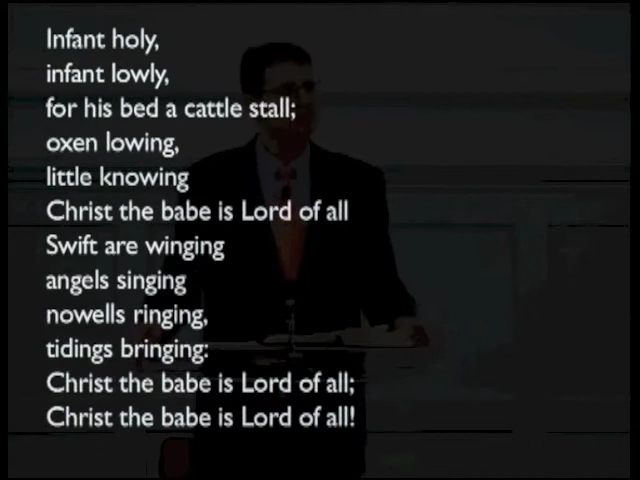 Infant holy,
infant lowly,
for his bed a cattle stall;
oxen lowing,
little knowing
Christ the babe is Lord of all
Swift are winging
angels singing
nowells ringing,
tidings bringing:
Christ the babe is Lord of all;
Christ the babe is Lord of all!